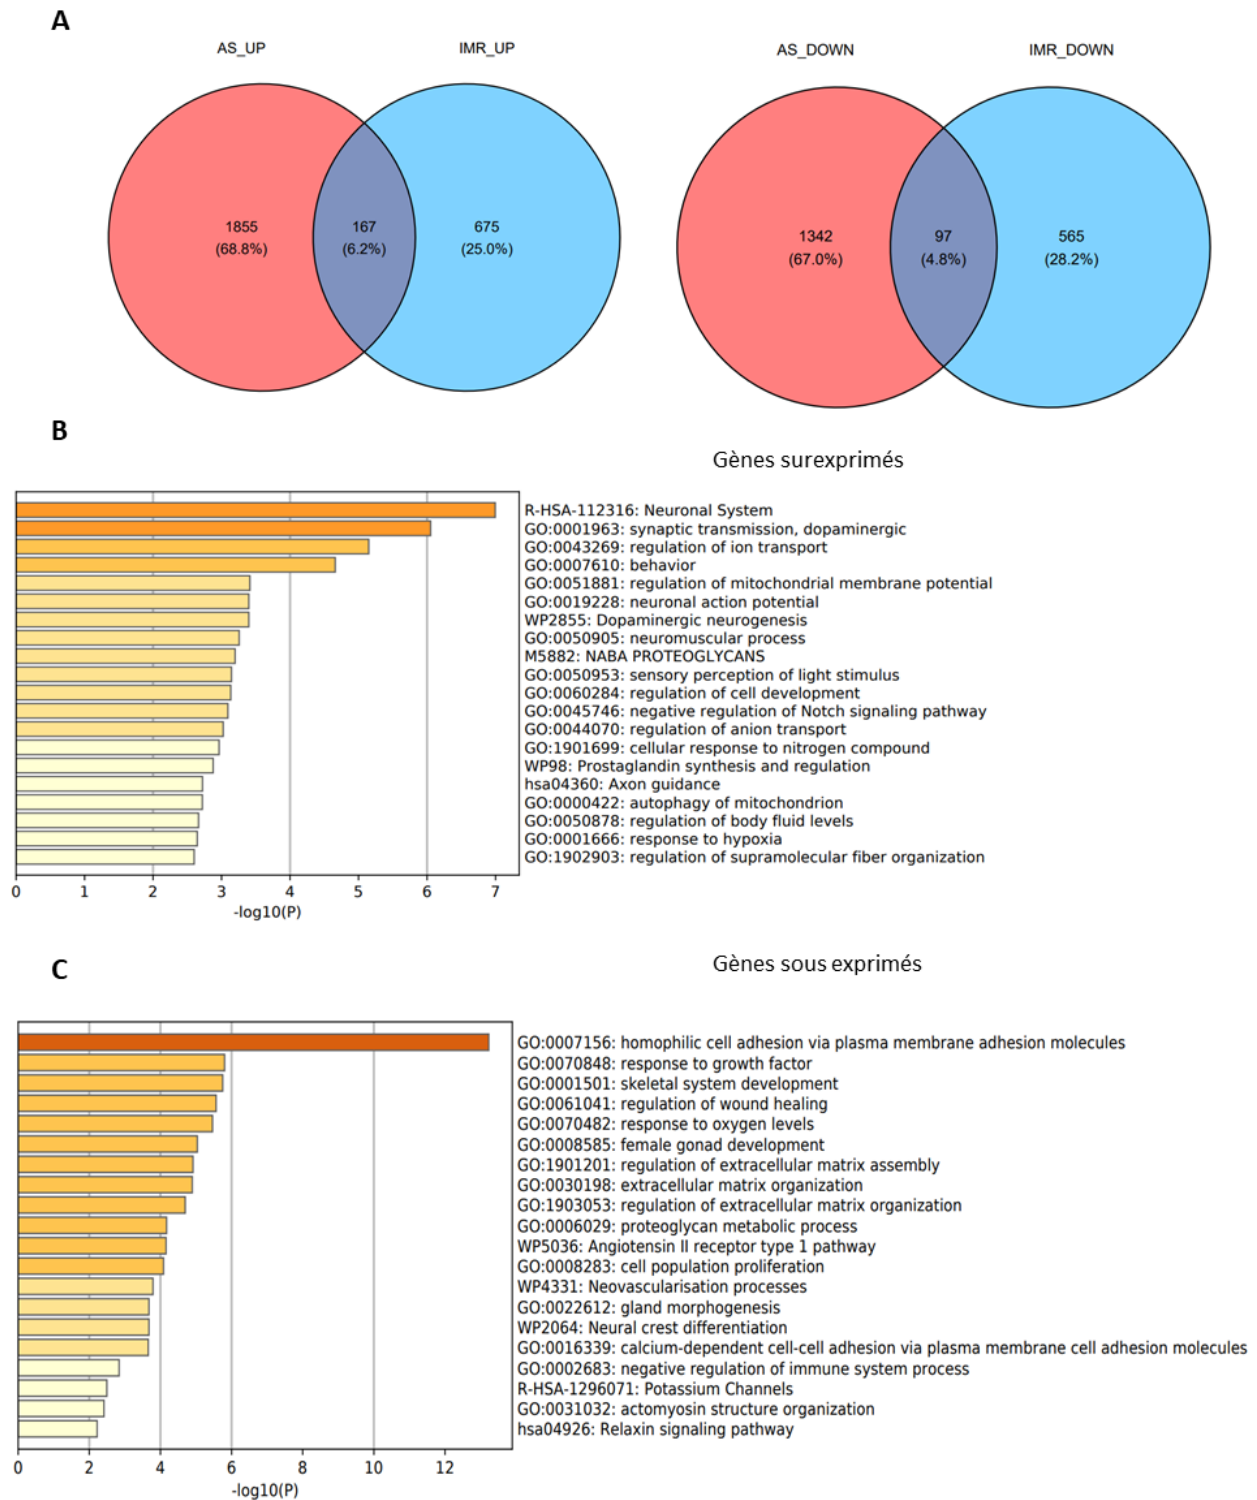 A
AS_UP
IMR_UP
AS_DOWN
IMR_DOWN
1855
(68.8%)
167
(6.2%)
675
(25.0%)
1342
(67.0%)
97
(4.8%)
565
(28.2%)
B
Gènes surexprimés
R-HSA-112316: Neuronal System
GO:0001963: synaptic transmission, dopaminergic
GO:0043269: regulation of ion transport
GO:0007610: behavior
GO:0051881: regulation of mitochondrial membrane potential
GO:0019228: neuronal action potential
WP2855: Dopaminergic neurogenesis
GO:0050905: neuromuscular process
M5882: NABA PROTEOGLYCANS
GO:0050953: sensory perception of light stimulus
GO:0060284: regulation of cell development
GO:0045746: negative regulation of Notch signaling pathway
GO:0044070: regulation of anion transport
GO:1901699: cellular response to nitrogen compound
WP98: Prostaglandin synthesis and regulation
hsa04360: Axon guidance
GO:0000422: autophagy of mitochondrion
GO:0050878: regulation of body fluid levels
GO:0001666: response to hypoxia
GO:1902903: regulation of supramolecular fiber organization
0 1 2 3 4 5 6 7
-log10(P)
C
Gènes sous exprimés
GO:0007156: homophilic cell adhesion via plasma membrane adhesion molecules
GO:0070848: response to growth factor
GO:0001501: skeletal system development
GO:0061041: regulation of wound healing
GO:0070482: response to oxygen levels
GO:0008585: female gonad development
GO:1901201: regulation of extracellular matrix assembly
GO:0030198: extracellular matrix organization
GO:1903053: regulation of extracellular matrix organization
GO:0006029: proteoglycan metabolic process
WP5036: Angiotensin II receptor type 1 pathway
GO:0008283: cell population proliferation
WP4331: Neovascularisation processes
GO:0022612: gland morphogenesis
WP2064: Neural crest differentiation
GO:0016339: calcium-dependent cell-cell adhesion via plasma membrane cell adhesion molecules
GO:0002683: negative regulation of immune system process
R-HSA-1296071: Potassium Channels
GO:0031032: actomyosin structure organization
hsa04926: Relaxin signaling pathway
0 2 4 6 8 10 12
-log10(P)